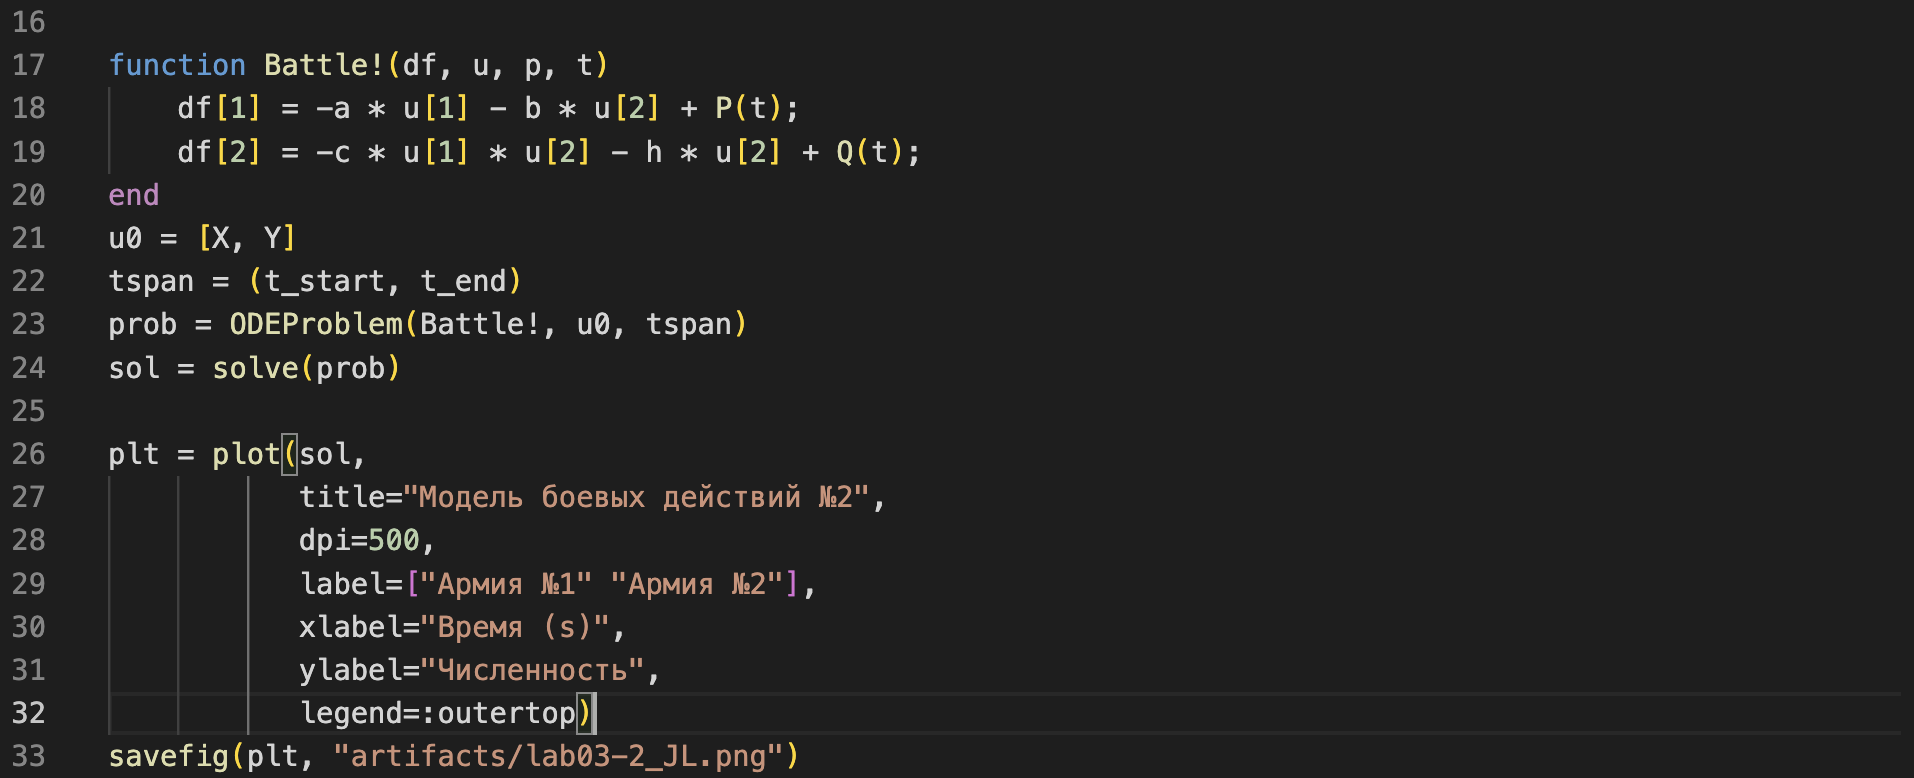 16
17 function Battle!(df, u, p, t)
18     df[1] = -a * u[1] - b * u[2] + P(t);
19     df[2] = -c * u[1] * u[2] - h * u[2] + Q(t);
20 end
21 u0 = [X, Y]
22 tspan = (t_start, t_end)
23 prob = ODEProblem(Battle!, u0, tspan)
24 sol = solve(prob)
25
26 plt = plot(sol,
27            title="Модель боевых действий №2",
28            dpi=500,
29            label=["Армия №1" "Армия №2"],
30            xlabel="Время (s)",
31            ylabel="Численность",
32            legend=:outertop)
33 savefig(plt, "artifacts/lab03-2_JL.png")